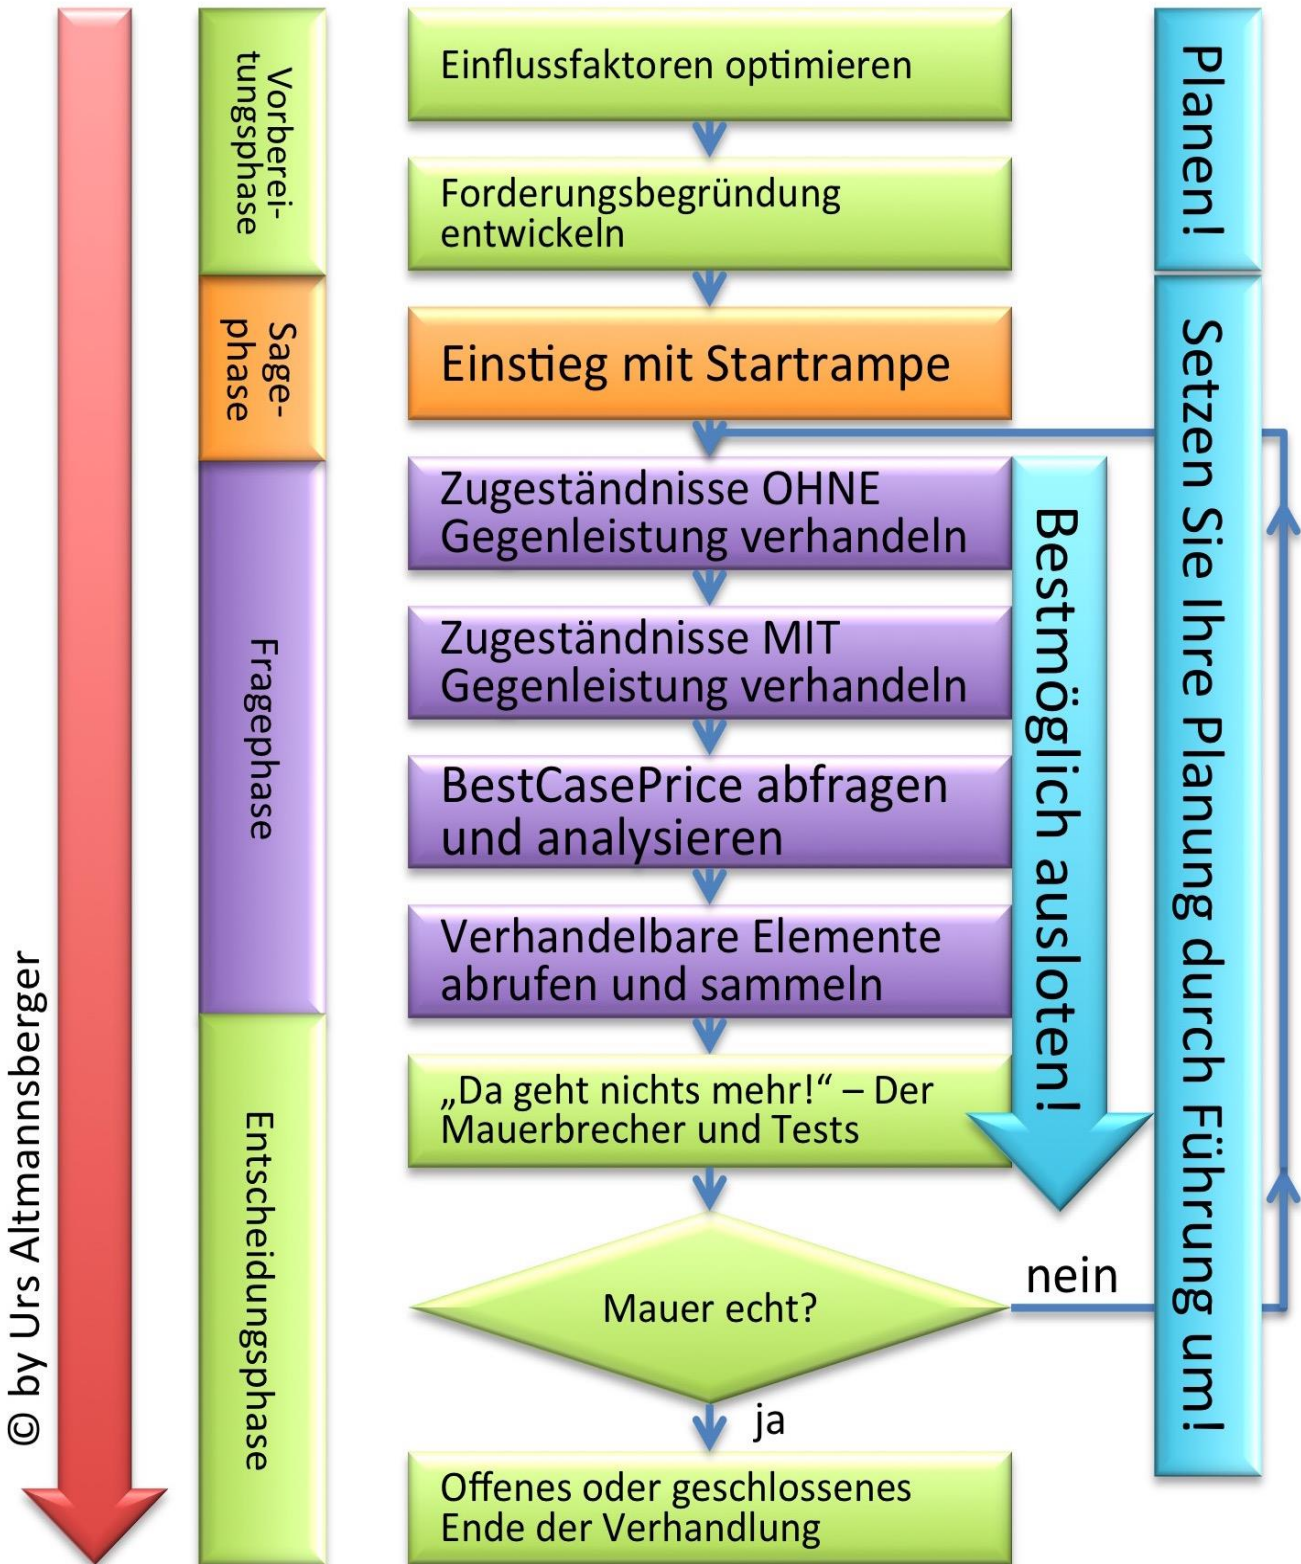 Vorberei-
tungsphase
Einflussfaktoren optimieren
Planen!
Forderungsbegründung
entwickeln
Sage-
phase
Einstieg mit Startrampe
Setzen Sie Ihre Planung durch Führung um!
Fragephase
Zugeständnisse OHNE
Gegenleistung verhandeln
Bestmöglich ausloten!
Zugeständnisse MIT
Gegenleistung verhandeln
BestCasePrice abfragen
und analysieren
Verhandelbare Elemente
abrufen und sammeln
Entscheidungsphase
„Da geht nichts mehr!“ – Der
Mauerbrecher und Tests
Mauer echt?
nein
ja
Offenes oder geschlossenes
Ende der Verhandlung
© by Urs Altmannsberger